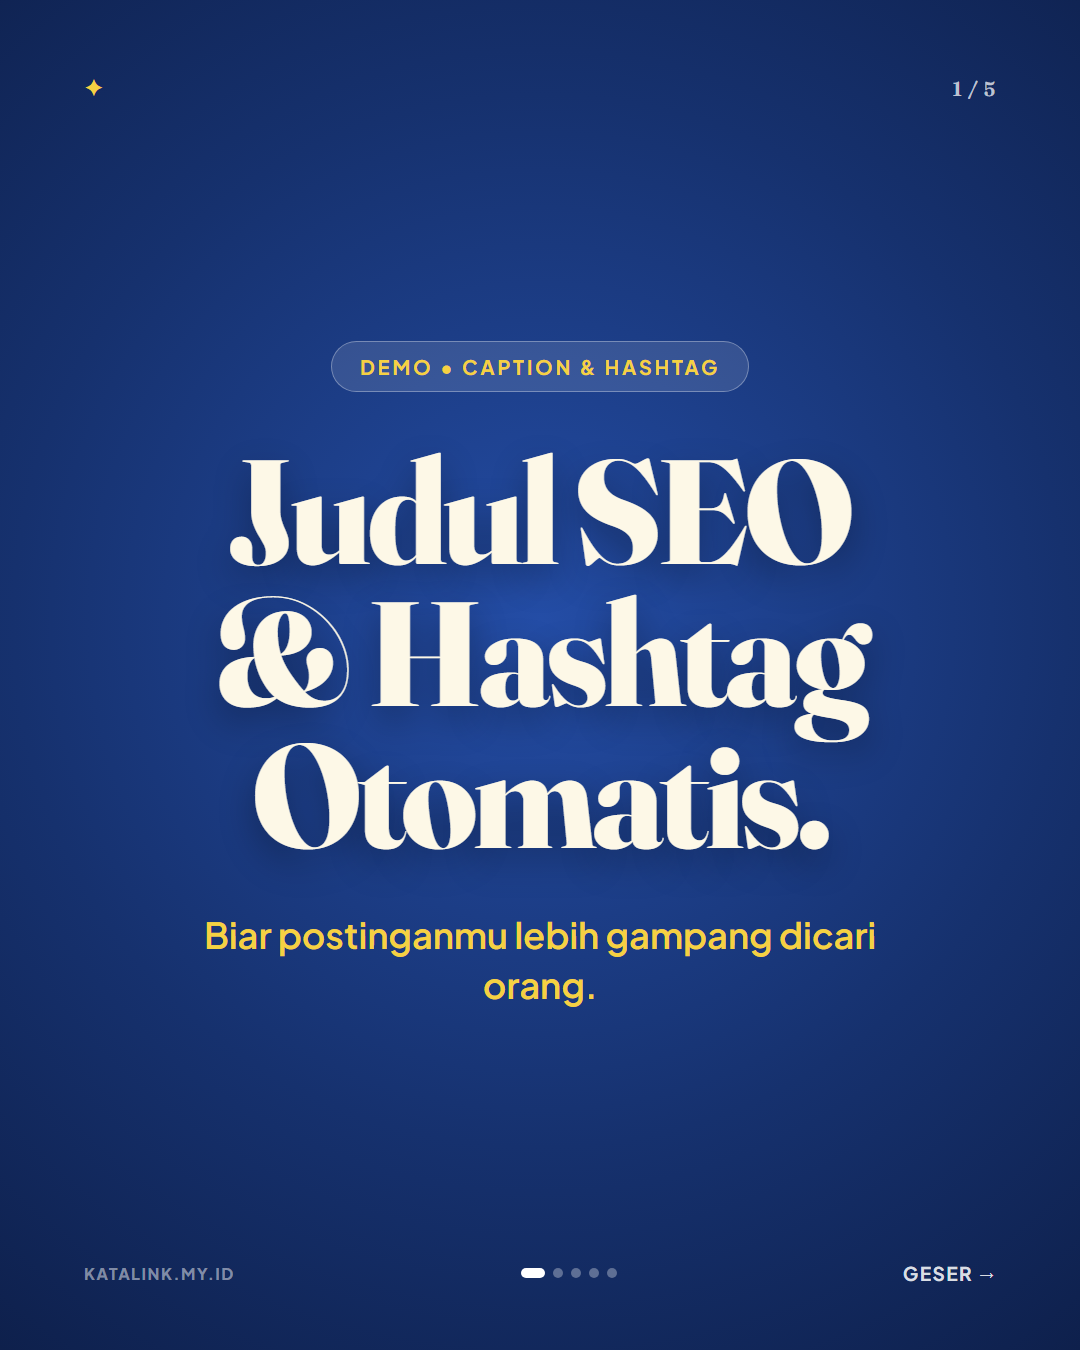 ✦
1 / 5
DEMO • CAPTION & HASHTAG
Judul SEO
& Hashtag
Otomatis.
Biar postinganmu lebih gampang dicari
orang.
KATALINK.MY.ID
GESER →